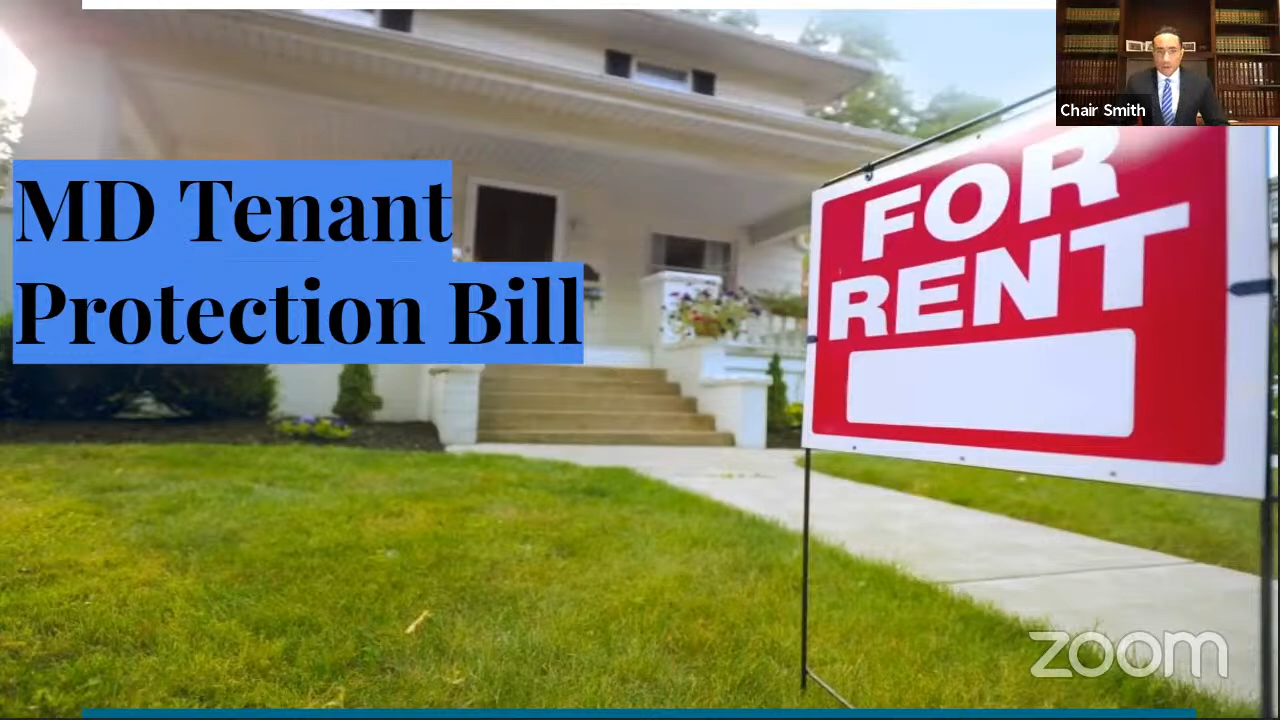 Chair Smith
MD Tenant
Protection Bill
FOR
RENT
zoom